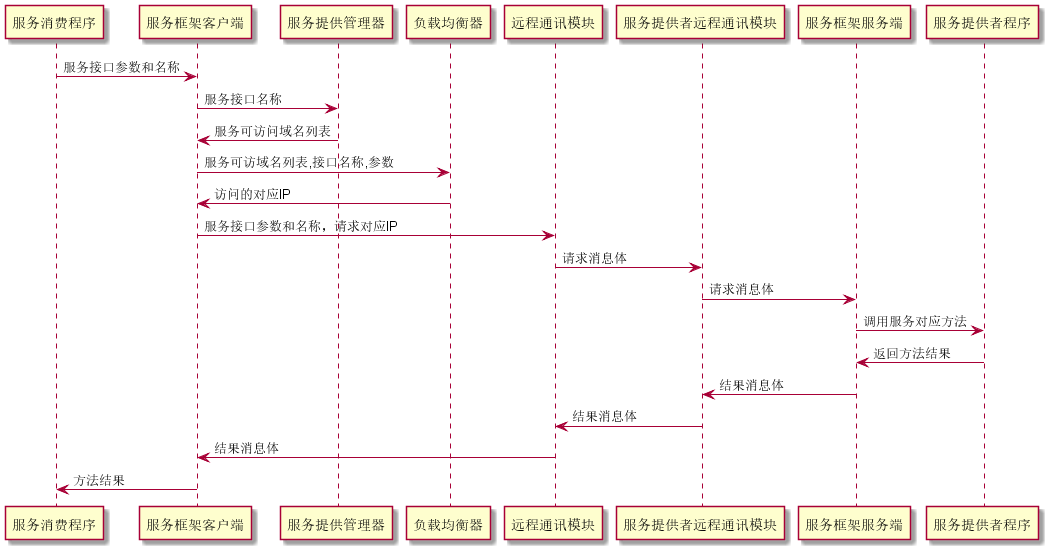 服务消费程序
服务框架客户端
服务提供管理器
负载均衡器
远程通讯模块
服务提供者远程通讯模块
服务框架服务端
服务提供者程序
服务接口参数和名称
服务接口名称
服务可访问域名列表
服务可访域名列表,接口名称,参数
访问的对应IP
服务接口参数和名称，请求对应IP
请求消息体
请求消息体
调用服务对应方法
返回方法结果
结果消息体
结果消息体
结果消息体
方法结果
服务消费程序
服务框架客户端
服务提供管理器
负载均衡器
远程通讯模块
服务提供者远程通讯模块
服务框架服务端
服务提供者程序